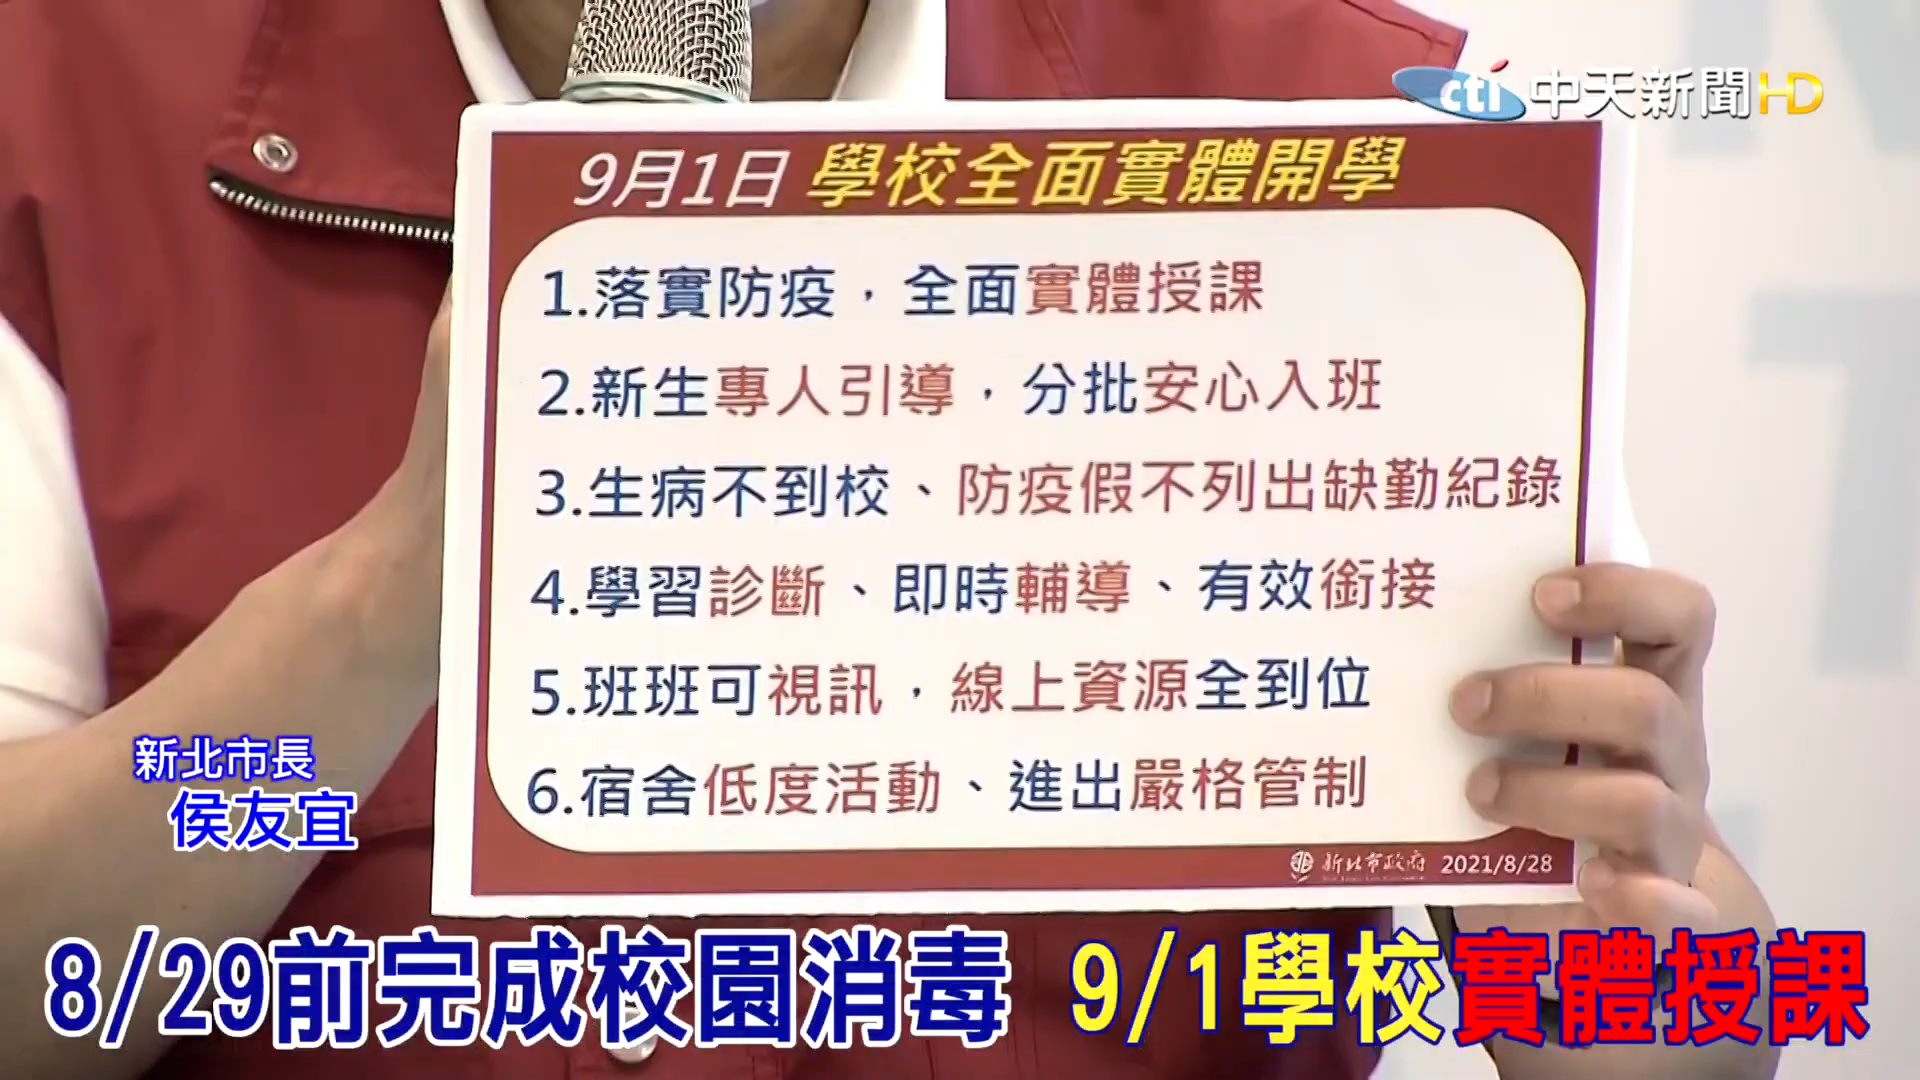 cti 中天新聞HD
9月1日 學校全面實體開學
1.落實防疫，全面實體授課
2.新生專人引導，分批安心入班
3.生病不到校、防疫假不列出缺勤紀錄
4.學習診斷、即時輔導、有效銜接
5.班班可視訊，線上資源全到位
6.宿舍低度活動、進出嚴格管制
新北市政府 2021/8/28
新北市長
侯友宜
8/29前完成校園消毒 9/1學校實體授課